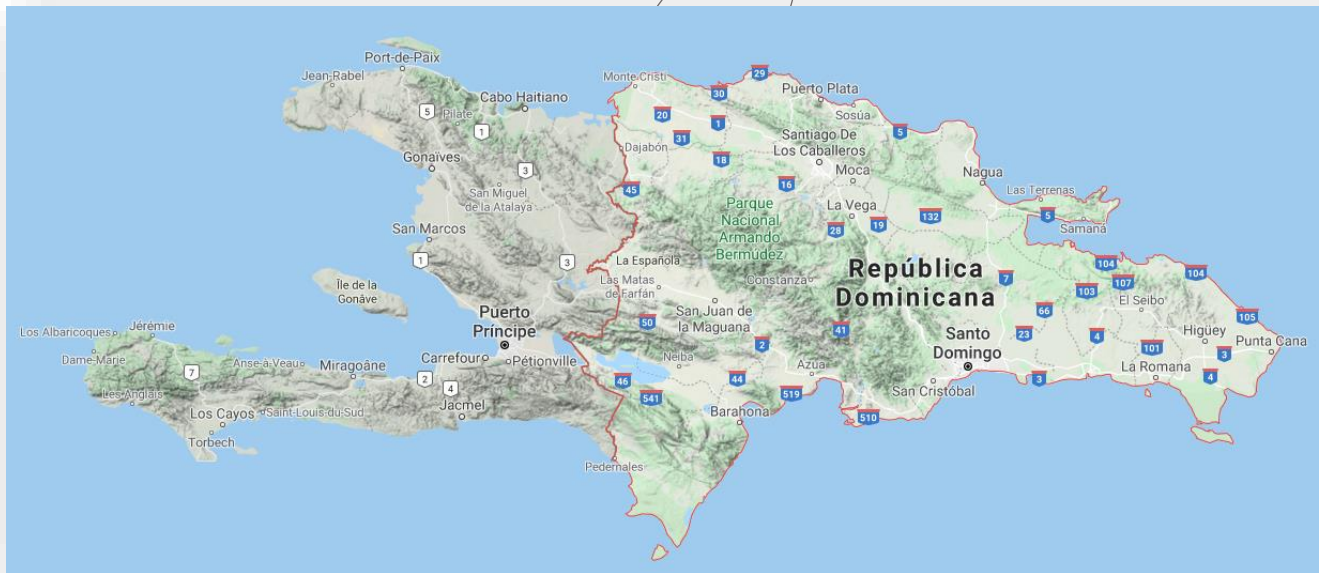 Port-de-Paix
Jean-Rabel
Monte Cristi
29
30
Puerto Plata
Cabo Haitiano
5
Pilate
20
Sosúa
1
1
31
5
Santiago De
Los Caballeros
Dajabón
Gonaïves
18
3
Moca
Nagua
16
45
San Miguel
de la Atalaya
Las Terrenas
Parque
Nacional
Armando
Bermúdez
La Vega
132
5
Samaná
19
28
San Marcos
1
3
La Española
104
104
República
Dominicana
7
107
Las Matas
de Farfán
Constanza
Île de la
Gonâve
103
El Seibo
San Juan de
la Maguana
66
105
Puerto
Príncipe
50
41
Los Albaricoques
Jérémie
23
4
Higüey
Santo
Domingo
2
101
Punta Cana
Dame-Marie
Anse-à-Veau
Carrefour
Pétionville
3
7
Miragoâne
Neiba
Azua
La Romana
2
4
46
44
3
4
San Cristóbal
Les Anglais
541
519
Los Cayos
Saint-Louis du Sud
Jacmel
Barahona
510
Torbech
Pedernales